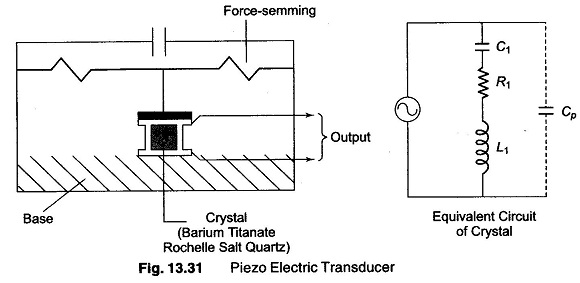 Force-semming
C1
R1
Cp
L1
Output
Base
Crystal
(Barium Titanate
Rochelle Salt Quartz)
Equivalent Circuit
of Crystal
Fig. 13.31 Piezo Electric Transducer